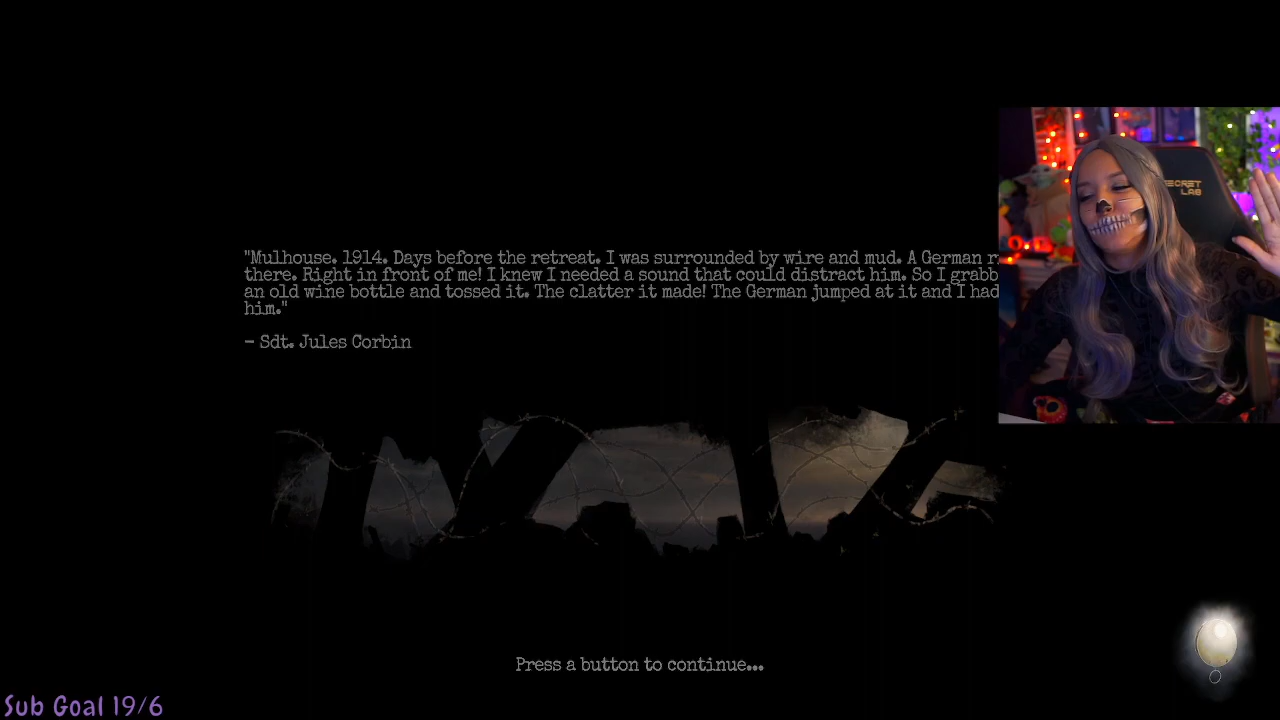 "Mulhouse. 1914. Days before the retreat. I was surrounded by wire and mud. A German
there. Right in front of me! I knew I needed a sound that could distract him. So I
an old wine bottle and tossed it. The clatter it made! The German jumped at it and I had
him."
– Sdt. Jules Corbin
SECRET
LAB
Press a button to continue...
Sub Goal 19/6